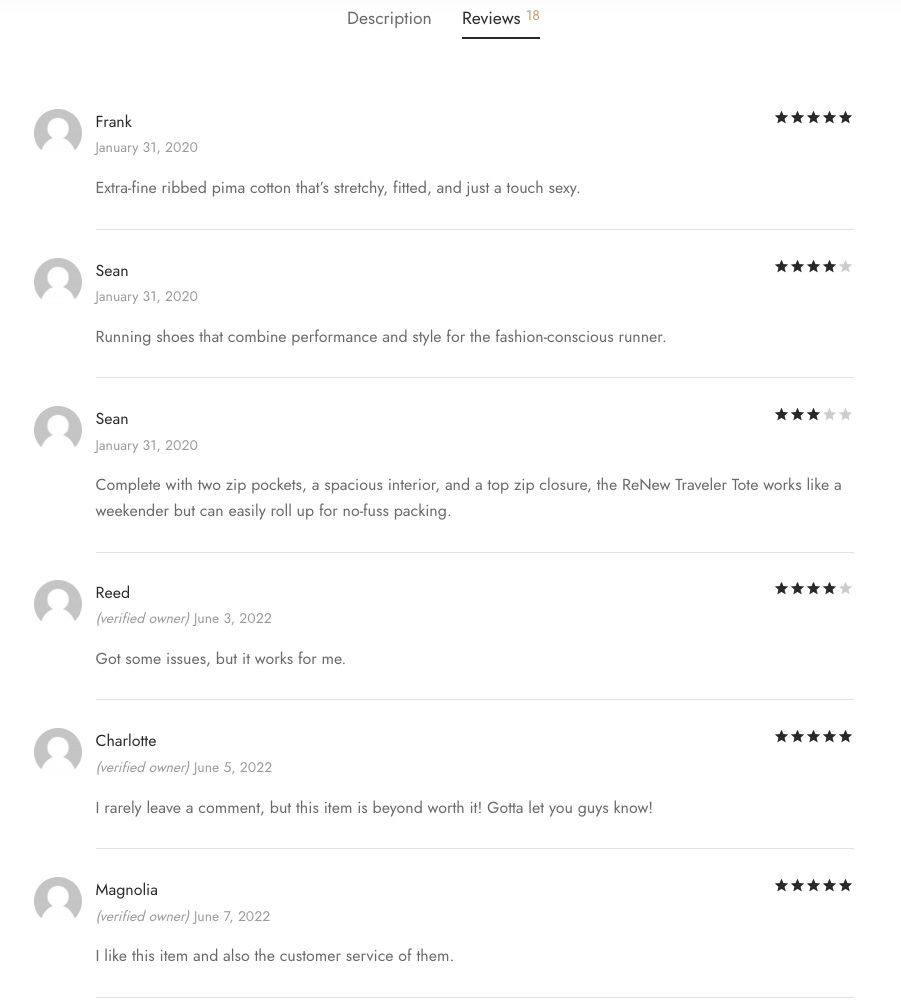 Description Reviews 18
Frank
January 31, 2020
Extra-fine ribbed pima cotton that's stretchy, fitted, and just a touch sexy.
Sean
January 31, 2020
Running shoes that combine performance and style for the fashion-conscious runner.
Sean
January 31, 2020
Complete with two zip pockets, a spacious interior, and a top zip closure, the ReNew Traveler Tote works like a
weekender but can easily roll up for no-fuss packing.
Reed
(verified owner) June 3, 2022
Got some issues, but it works for me.
Charlotte
(verified owner) June 5, 2022
I rarely leave a comment, but this item is beyond worth it! Gotta let you guys know!
Magnolia
(verified owner) June 7, 2022
I like this item and also the customer service of them.